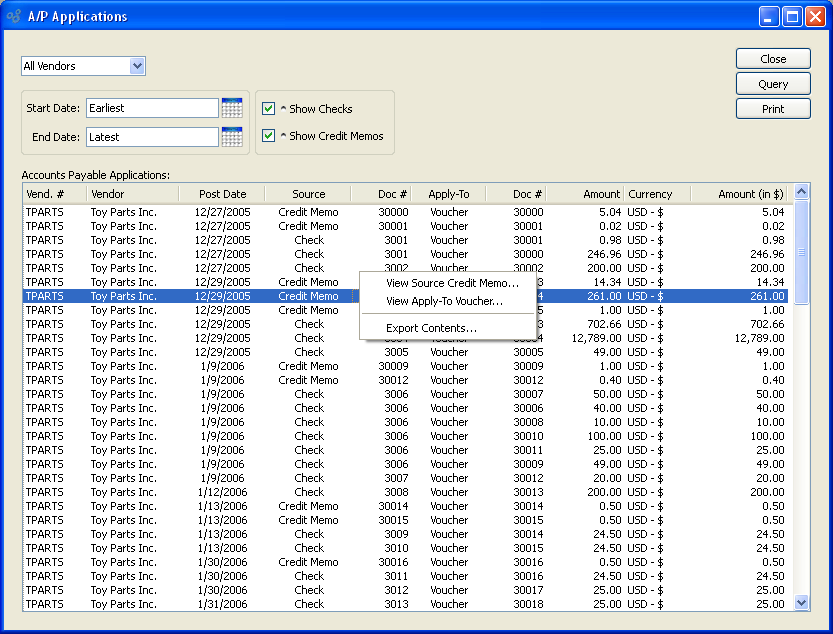 A/P Applications
All Vendors
Close
Query
Print
Start Date: Earliest
End Date: Latest
^ Show Checks
^ Show Credit Memos
Accounts Payable Applications:
Vend. # Vendor Post Date Source Doc # Apply-To Doc # Amount Currency Amount (in $)
TPARTS Toy Parts Inc. 12/27/2005 Credit Memo 30000 Voucher 30000 5.04 USD - $ 5.04
TPARTS Toy Parts Inc. 12/27/2005 Credit Memo 30001 Voucher 30001 0.02 USD - $ 0.02
TPARTS Toy Parts Inc. 12/27/2005 Check 3001 Voucher 30001 0.98 USD - $ 0.98
TPARTS Toy Parts Inc. 12/27/2005 Check 3001 Voucher 30000 246.96 USD - $ 246.96
TPARTS Toy Parts Inc. 12/27/2005 Check 3002 Voucher 30002 200.00 USD - $ 200.00
TPARTS Toy Parts Inc. 12/29/2005 Credit Memo 3 14.34 USD - $ 14.34
TPARTS Toy Parts Inc. 12/29/2005 Credit Memo 4 261.00 USD - $ 261.00
TPARTS Toy Parts Inc. 12/29/2005 Credit Memo 5 1.00 USD - $ 1.00
TPARTS Toy Parts Inc. 12/29/2005 Check 3 702.66 USD - $ 702.66
TPARTS Toy Parts Inc. 12/29/2005 Check 12,789.00 USD - $ 12,789.00
TPARTS Toy Parts Inc. 12/29/2005 Check 3005 Voucher 30005 49.00 USD - $ 49.00
TPARTS Toy Parts Inc. 1/9/2006 Credit Memo 30009 Voucher 30009 1.00 USD - $ 1.00
TPARTS Toy Parts Inc. 1/9/2006 Credit Memo 30012 Voucher 30012 0.40 USD - $ 0.40
TPARTS Toy Parts Inc. 1/9/2006 Check 3006 Voucher 30007 50.00 USD - $ 50.00
TPARTS Toy Parts Inc. 1/9/2006 Check 3006 Voucher 30006 40.00 USD - $ 40.00
TPARTS Toy Parts Inc. 1/9/2006 Check 3006 Voucher 30008 10.00 USD - $ 10.00
TPARTS Toy Parts Inc. 1/9/2006 Check 3006 Voucher 30010 100.00 USD - $ 100.00
TPARTS Toy Parts Inc. 1/9/2006 Check 3006 Voucher 30011 25.00 USD - $ 25.00
TPARTS Toy Parts Inc. 1/9/2006 Check 3006 Voucher 30009 49.00 USD - $ 49.00
TPARTS Toy Parts Inc. 1/9/2006 Check 3007 Voucher 30012 20.00 USD - $ 20.00
TPARTS Toy Parts Inc. 1/12/2006 Check 3008 Voucher 30013 200.00 USD - $ 200.00
TPARTS Toy Parts Inc. 1/13/2006 Credit Memo 30014 Voucher 30014 0.50 USD - $ 0.50
TPARTS Toy Parts Inc. 1/13/2006 Credit Memo 30015 Voucher 30015 0.50 USD - $ 0.50
TPARTS Toy Parts Inc. 1/13/2006 Check 3009 Voucher 30014 24.50 USD - $ 24.50
TPARTS Toy Parts Inc. 1/13/2006 Check 3010 Voucher 30015 24.50 USD - $ 24.50
TPARTS Toy Parts Inc. 1/30/2006 Credit Memo 30016 Voucher 30016 0.50 USD - $ 0.50
TPARTS Toy Parts Inc. 1/30/2006 Check 3011 Voucher 30016 24.50 USD - $ 24.50
TPARTS Toy Parts Inc. 1/30/2006 Check 3012 Voucher 30017 25.00 USD - $ 25.00
TPARTS Toy Parts Inc. 1/31/2006 Check 3013 Voucher 30018 25.00 USD - $ 25.00
View Source Credit Memo...
View Apply-To Voucher...
Export Contents...